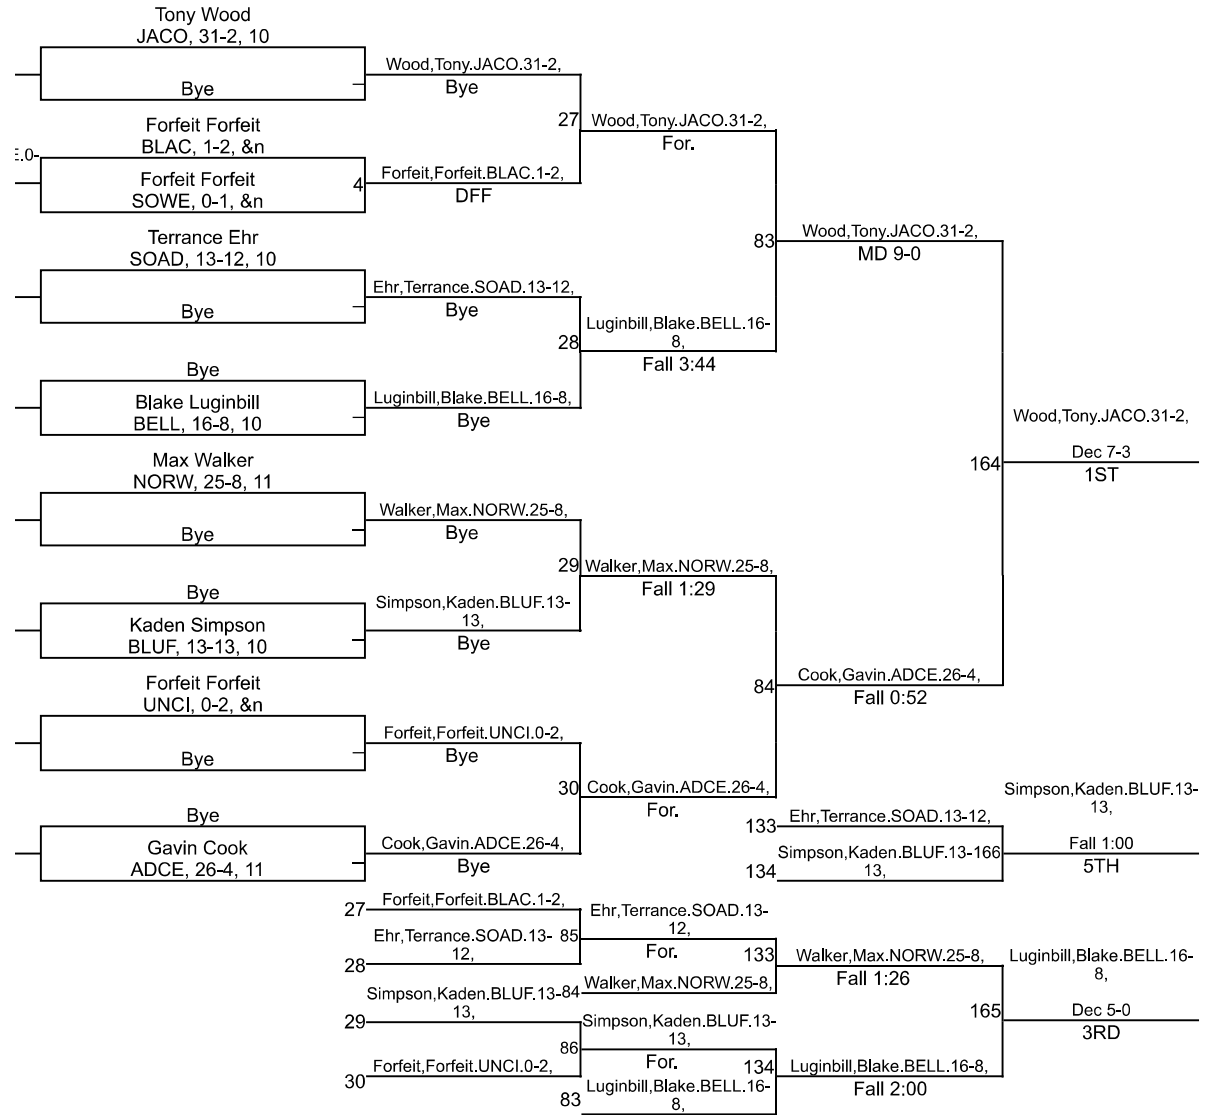 Tony Wood
JACO, 31-2, 10
Bye
Wood,Tony.JACO.31-2,
Bye
27
Wood,Tony.JACO.31-2,
For.
Forfeit Forfeit
BLAC, 1-2, &n
E.0-
Forfeit Forfeit
SOWE, 0-1, &n
4
Forfeit,Forfeit.BLAC.1-2,
DFF
83
Wood,Tony.JACO.31-2,
MD 9-0
Terrance Ehr
SOAD, 13-12, 10
Bye
Ehr,Terrance.SOAD.13-12,
Bye
28
Luginbill,Blake.BELL.16-
8,
Fall 3:44
Bye
Blake Luginbill
BELL, 16-8, 10
Luginbill,Blake.BELL.16-8,
Bye
164
Wood,Tony.JACO.31-2,
Dec 7-3
1ST
Max Walker
NORW, 25-8, 11
Bye
Walker,Max.NORW.25-8,
Bye
29
Walker,Max.NORW.25-8,
Fall 1:29
Bye
Kaden Simpson
BLUF, 13-13, 10
Simpson,Kaden.BLUF.13-
13,
Bye
84
Cook,Gavin.ADCE.26-4,
Fall 0:52
Forfeit Forfeit
UNCI, 0-2, &n
Bye
Forfeit,Forfeit.UNCI.0-2,
Bye
30
Cook,Gavin.ADCE.26-4,
For.
Bye
Gavin Cook
ADCE, 26-4, 11
Cook,Gavin.ADCE.26-4,
Bye
133
Ehr,Terrance.SOAD.13-12,
134
Simpson,Kaden.BLUF.13-
13,
166
Simpson,Kaden.BLUF.13-
13,
Fall 1:00
5TH
27
Forfeit,Forfeit.BLAC.1-2,
28
Ehr,Terrance.SOAD.13-
12,
85
Ehr,Terrance.SOAD.13-
12,
For.
84
Walker,Max.NORW.25-8,
133
Walker,Max.NORW.25-8,
Fall 1:26
29
Simpson,Kaden.BLUF.13-
13,
30
Forfeit,Forfeit.UNCI.0-2,
86
Simpson,Kaden.BLUF.13-
13,
For.
83
Luginbill,Blake.BELL.16-
8,
134
Luginbill,Blake.BELL.16-8,
Fall 2:00
165
Luginbill,Blake.BELL.16-
8,
Dec 5-0
3RD